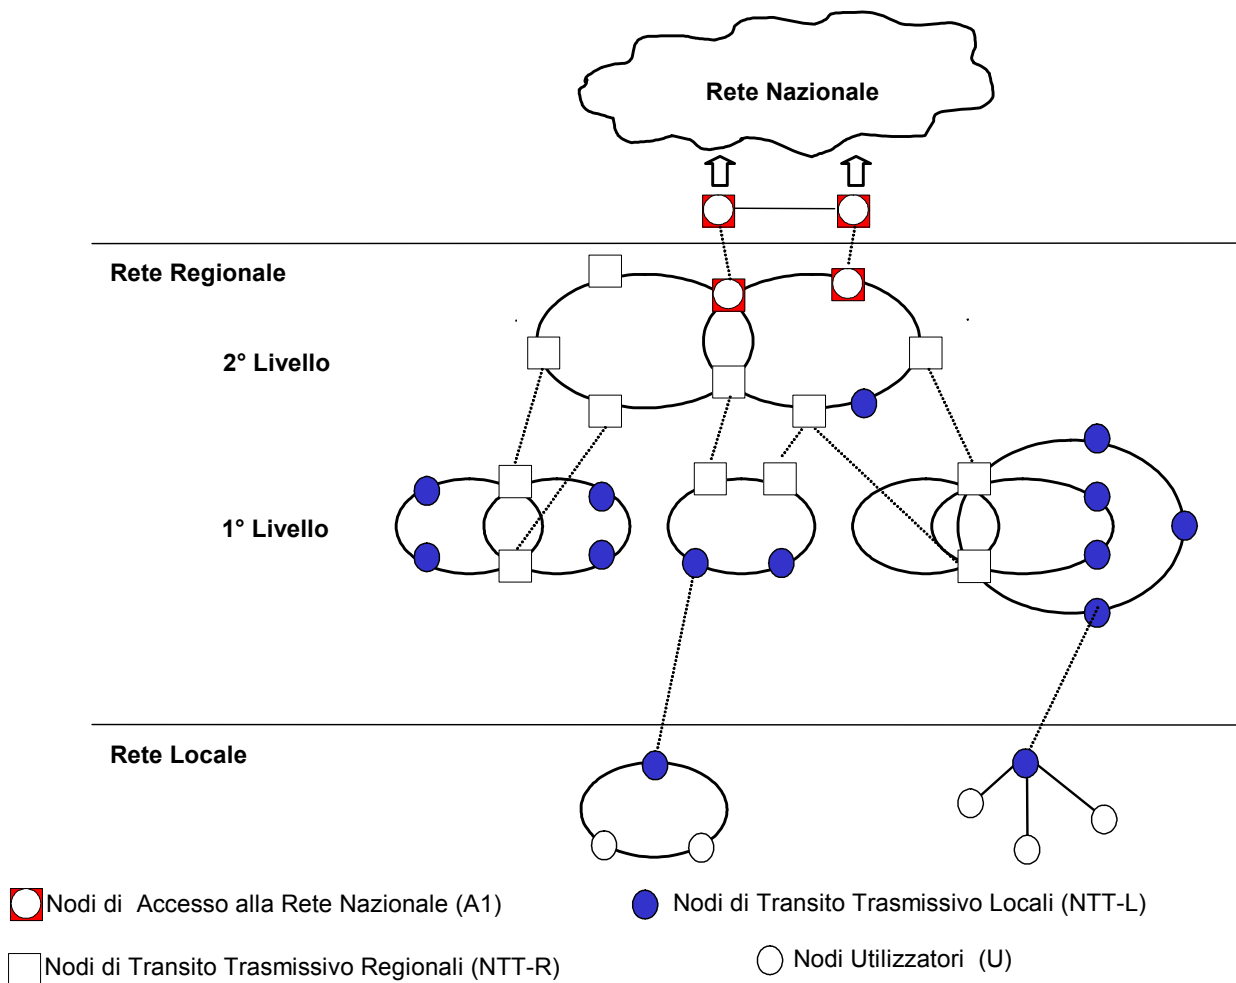 Rete Nazionale
Rete Regionale
2° Livello
1° Livello
Rete Locale
Nodi di Accesso alla Rete Nazionale (A1)
Nodi di Transito Trasmissivo Locali (NTT-L)
Nodi di Transito Trasmissivo Regionali (NTT-R)
Nodi Utilizzatori (U)